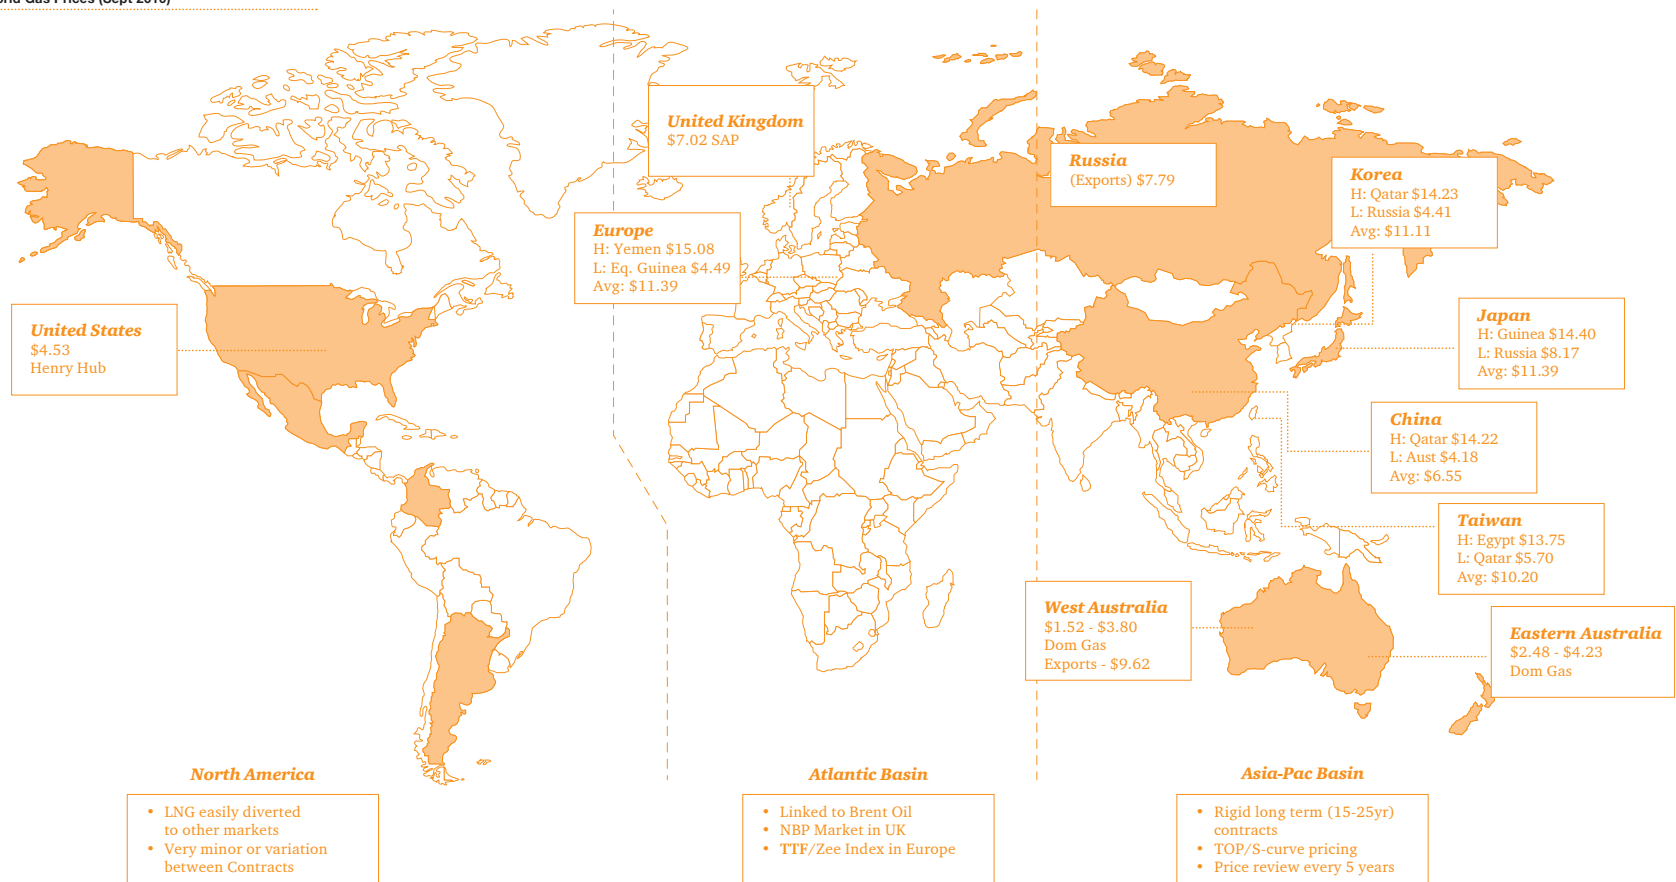 Gas Prices (Sept 2010)
United Kingdom
$7.02 SAP
Russia
(Exports) $7.79
Korea
H: Qatar $14.23
L: Russia $4.41
Avg: $11.11
Europe
H: Yemen $15.08
L: Eq. Guinea $4.49
Avg: $11.39
United States
$4.53
Henry Hub
Japan
H: Guinea $14.40
L: Russia $8.17
Avg: $11.39
China
H: Qatar $14.22
L: Aust $4.18
Avg: $6.55
Taiwan
H: Egypt $13.75
L: Qatar $5.70
Avg: $10.20
West Australia
$1.52 - $3.80
Dom Gas
Exports - $9.62
Eastern Australia
$2.48 - $4.23
Dom Gas
North America
• LNG easily diverted
to other markets
• Very minor or variation
between Contracts
Atlantic Basin
• Linked to Brent Oil
• NBP Market in UK
• TTF/Zee Index in Europe
Asia-Pac Basin
• Rigid long term (15-25yr)
contracts
• TOP/S-curve pricing
• Price review every 5 years